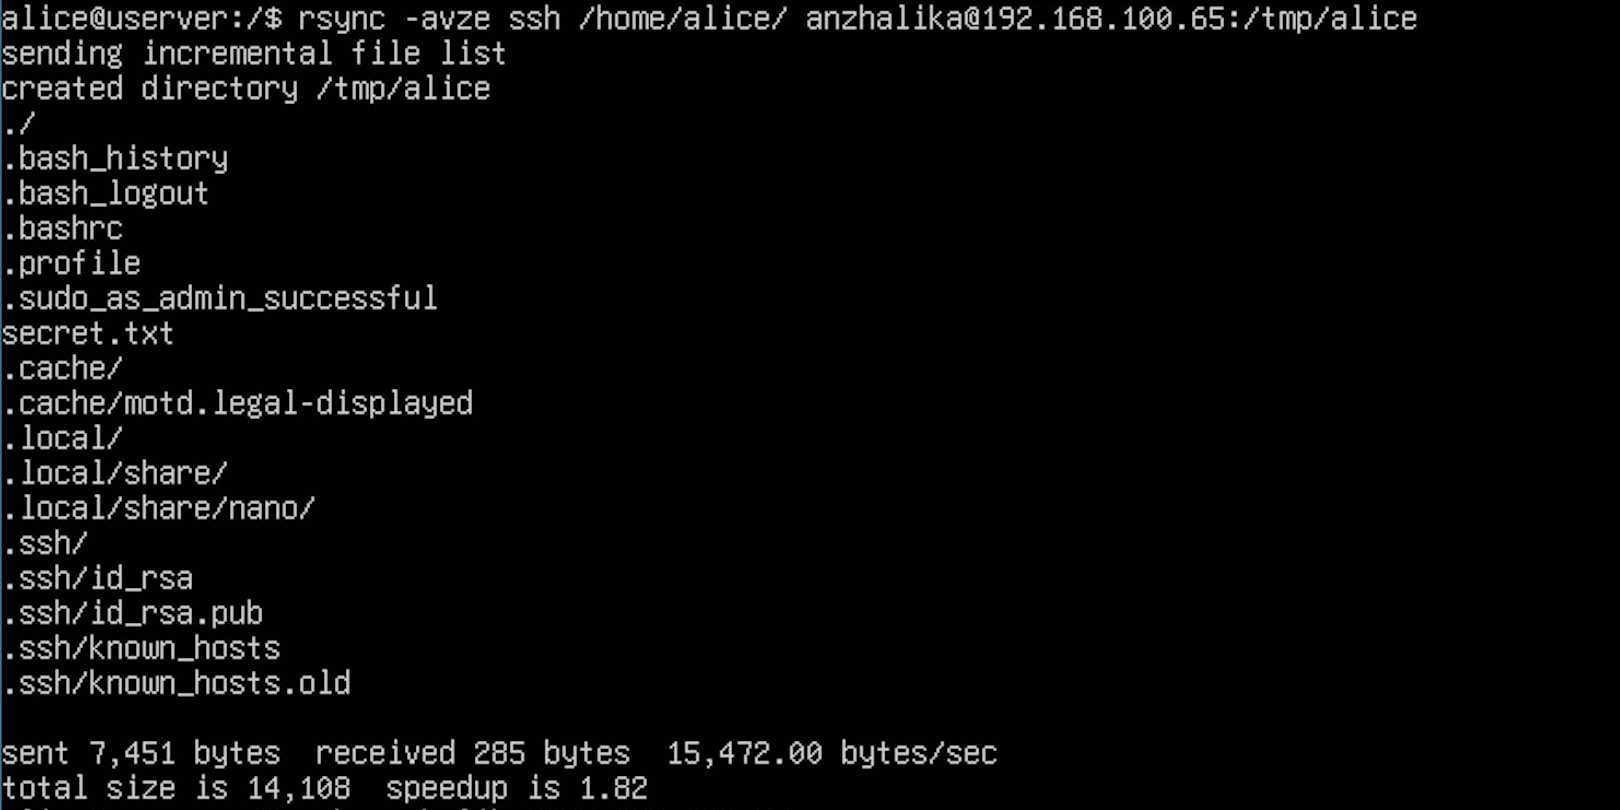 alice@userver:/$ rsync -avze ssh /home/alice/ anzhalika@192.168.100.65:/tmp/alice
sending incremental file list
created directory /tmp/alice
./
.bash_history
.bash_logout
.bashrc
.profile
.sudo_as_admin_successful
secret.txt
.cache/
.cache/motd.legal-displayed
.local/
.local/share/
.local/share/nano/
.ssh/
.ssh/id_rsa
.ssh/id_rsa.pub
.ssh/known_hosts
.ssh/known_hosts.old
sent 7,451 bytes  received 285 bytes  15,472.00 bytes/sec
total size is 14,108  speedup is 1.82